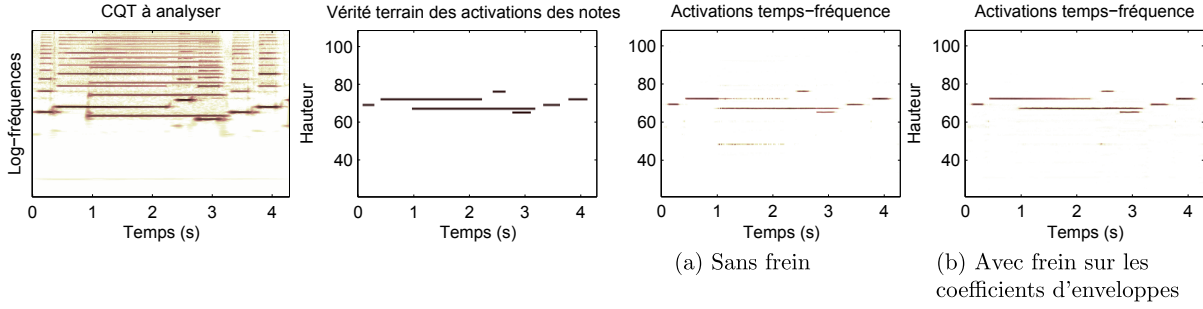 CQT à analyser
Log−fréquences
0 1 2 3 4
Temps (s)
Vérité terrain des activations des notes
Hauteur
100
80
60
40
0 1 2 3 4
Temps (s)
Activations temps−fréquence
Hauteur
100
80
60
40
0 1 2 3 4
Temps (s)
(a) Sans frein
Activations temps−fréquence
Hauteur
100
80
60
40
0 1 2 3 4
Temps (s)
(b) Avec frein sur les
coefficients d'enveloppes